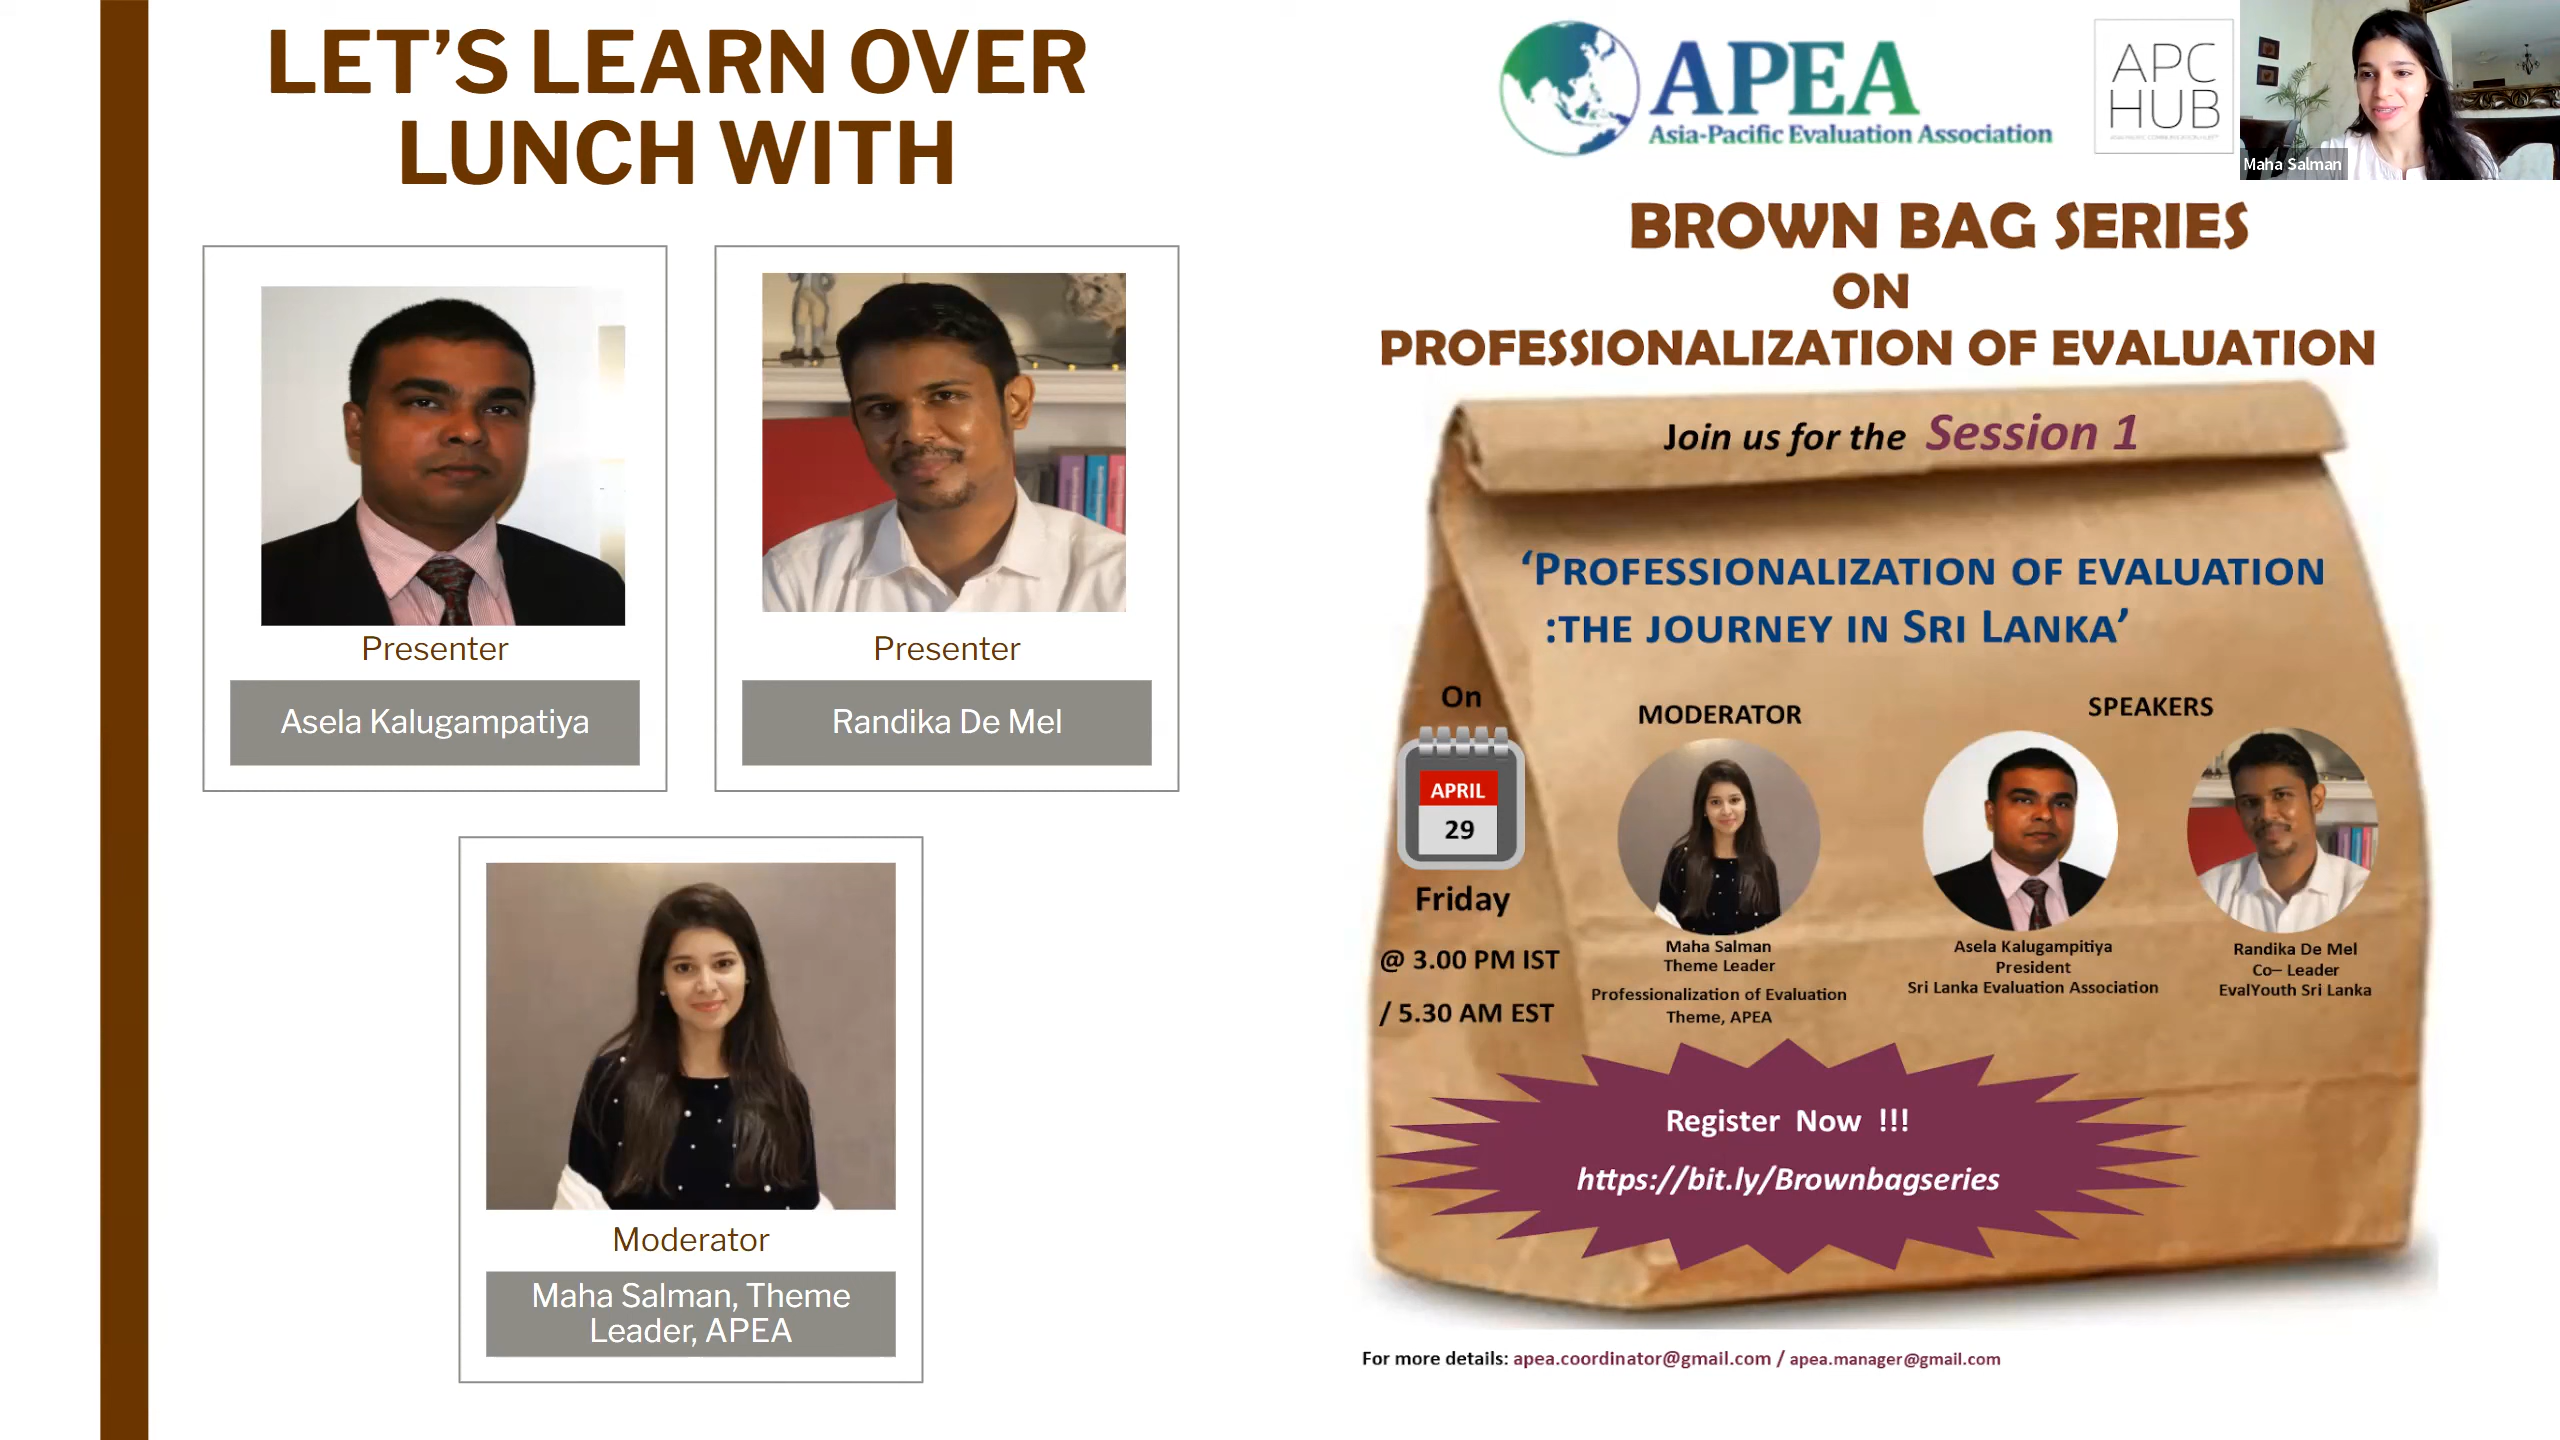 LET’S LEARN OVER
LUNCH WITH
Presenter
Asela Kalugampatiya
Presenter
Randika De Mel
Moderator
Maha Salman, Theme
Leader, APEA
APEA
Asia-Pacific Evaluation Association
APC
HUB
Maha Salman
BROWN BAG SERIES
ON
PROFESSIONALIZATION OF EVALUATION
Join us for the Session 1
‘PROFESSIONALIZATION OF EVALUATION
:THE JOURNEY IN SRI LANKA’
On
APRIL
29
Friday
@ 3.00 PM IST
/ 5.30 AM EST
MODERATOR
Maha Salman
Theme Leader
Professionalization of Evaluation
Theme, APEA
SPEAKERS
Asela Kalugampitiya
President
Sri Lanka Evaluation Association
Randika De Mel
Co– Leader
EvalYouth Sri Lanka
Register Now !!!
https://bit.ly/Brownbagseries
For more details: apea.coordinator@gmail.com / apea.manager@gmail.com